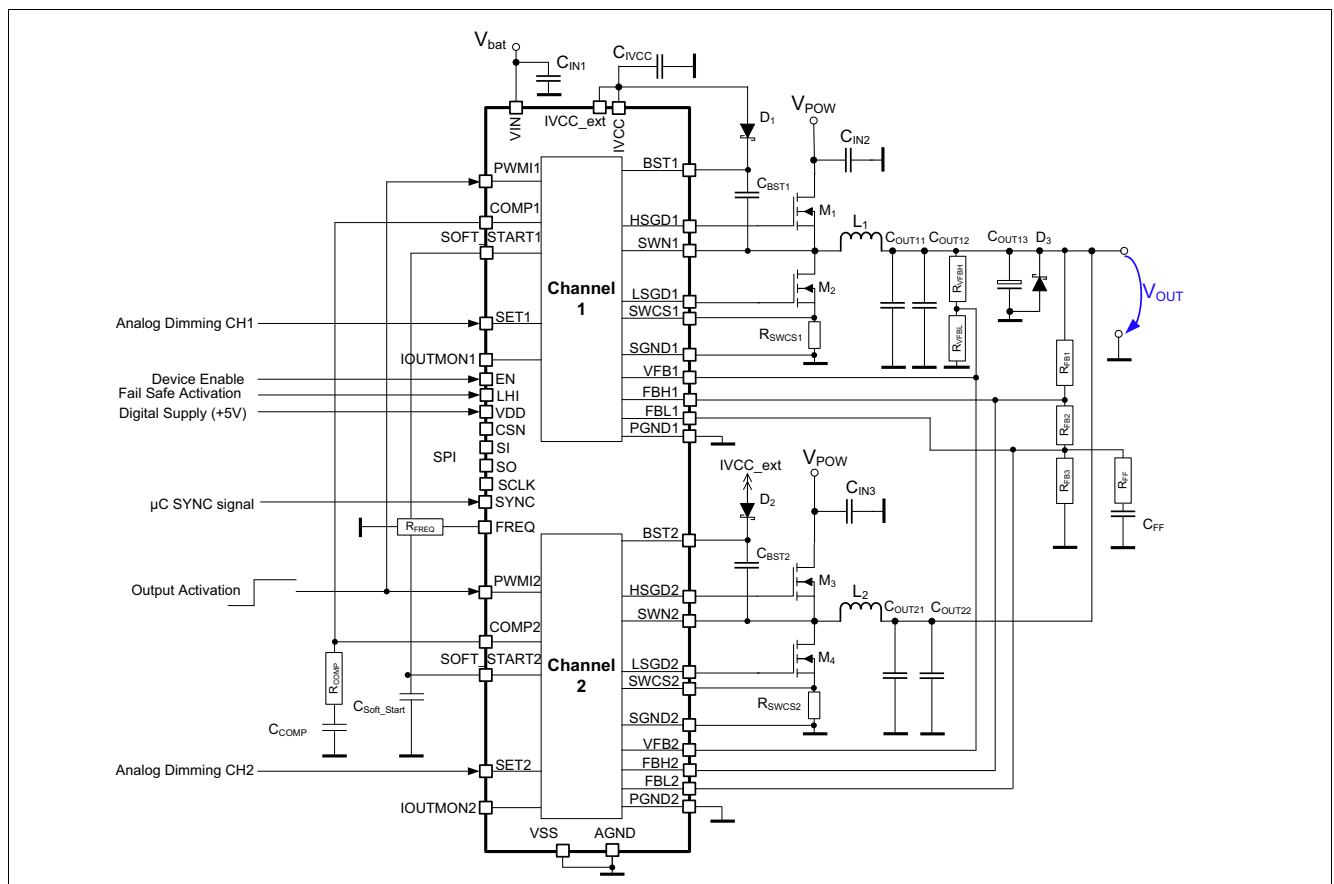 Vbat
CIN1
CIVCC
VIN
IVCC_ext
IVCC
D1
VPOW
CIN2
PWMI1
BST1
CBST1
COMP1
HSGD1
M1
SOFT_START1
SWN1
L1
COUT11
COUT12
COUT13
D3
RVFBH
RVFBL
VOUT
Channel
1
LSGD1
M2
SWCS1
RSWCS1
Analog Dimming CH1
SET1
SGND1
IOUTMON1
VFB1
RFB1
Device Enable
EN
FBH1
Fail Safe Activation
LHI
FBL1
RFB2
Digital Supply (+5V)
VDD
PGND1
CSN
SPI
SI
SO
SCLK
IVCC_ext
VPOW
RFB3
RFF
CFF
D2
CIN3
µC SYNC signal
SYNC
RFREQ
FREQ
BST2
CBST2
Output Activation
PWMI2
HSGD2
M3
SWN2
L2
COUT21
COUT22
COMP2
SOFT_START2
Channel
2
LSGD2
M4
SWCS2
RSWCS2
RCOMP
CCOMP
CSoft_Start
SGND2
VFB2
Analog Dimming CH2
SET2
FBH2
FBL2
IOUTMON2
PGND2
VSS
AGND